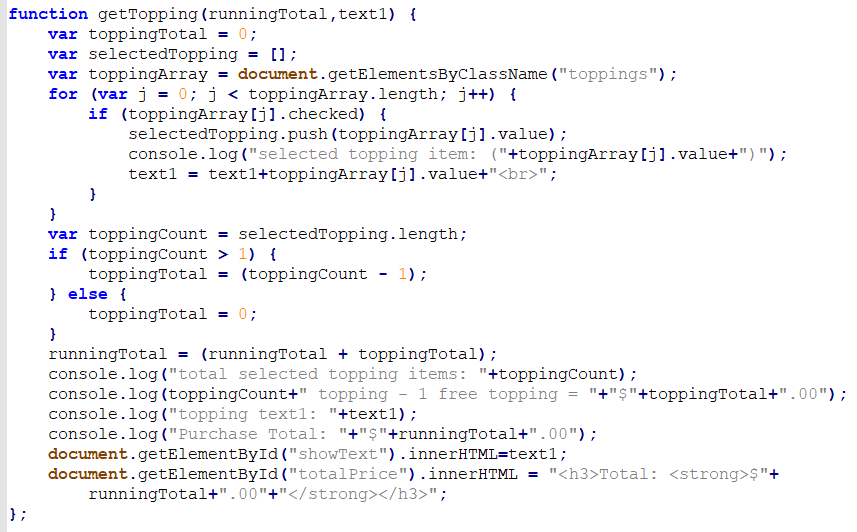 function getTopping(runningTotal,text1) {
    var toppingTotal = 0;
    var selectedTopping = [];
    var toppingArray = document.getElementsByClassName("toppings");
    for (var j = 0; j < toppingArray.length; j++) {
        if (toppingArray[j].checked) {
            selectedTopping.push(toppingArray[j].value);
            console.log("selected topping item: ("+toppingArray[j].value+")");
            text1 = text1+toppingArray[j].value+"<br>";
        }
    }
    var toppingCount = selectedTopping.length;
    if (toppingCount > 1) {
        toppingTotal = (toppingCount - 1);
    } else {
        toppingTotal = 0;
    }
    runningTotal = (runningTotal + toppingTotal);
    console.log("total selected topping items: "+toppingCount);
    console.log(toppingCount+" topping - 1 free topping = "+"$"+toppingTotal+".00");
    console.log("topping text1: "+text1);
    console.log("Purchase Total: "+"$"+runningTotal+".00");
    document.getElementById("showText").innerHTML=text1;
    document.getElementById("totalPrice").innerHTML = "<h3>Total: <strong>$"+
        runningTotal+".00"+"</strong></h3>";
};